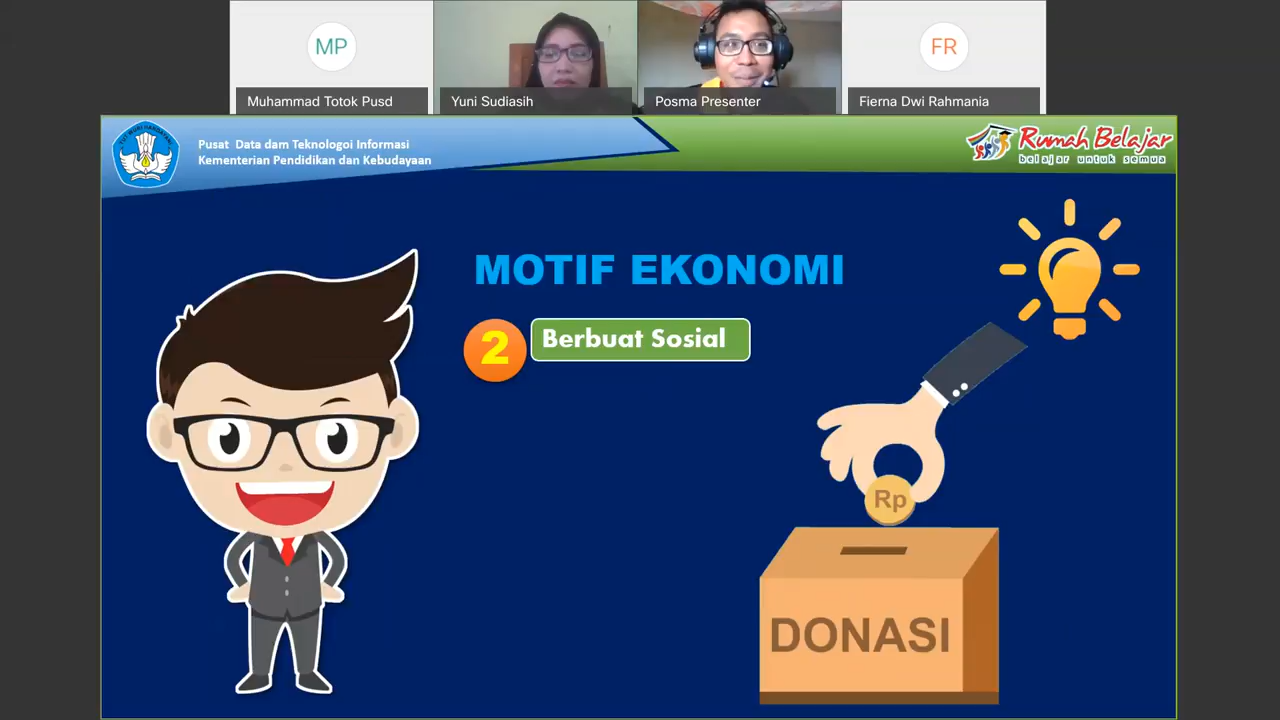 MP
FR
Muhammad Totok Pusd
Yuni Sudiasih
Posma Presenter
Fierna Dwi Rahmania
Pusat Data dam Teknologoi Informasi
Kementerian Pendidikan dan Kebudayaan
Rumah Belajar
belajar untuk semua
MOTIF EKONOMI
2
Berbuat Sosial
Rp
DONASI